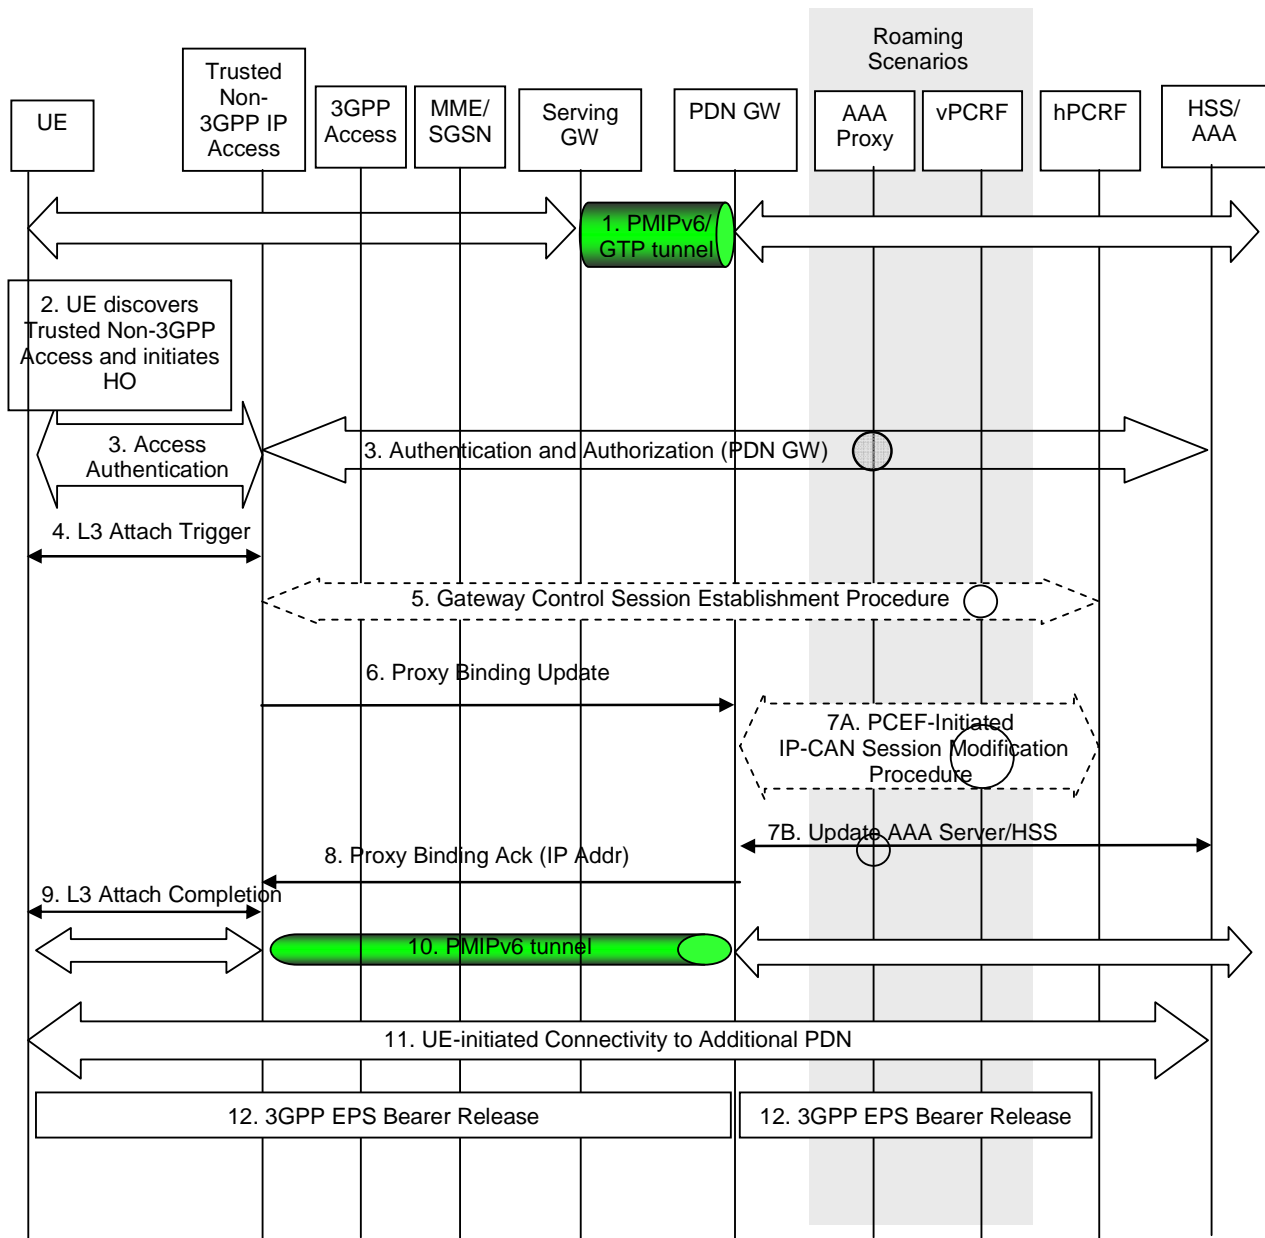 Roaming
Scenarios
UE
Trusted
Non-
3GPP IP
Access
3GPP
Access
MME/
SGSN
Serving
GW
PDN GW
AAA
Proxy
vPCRF
hPCRF
HSS/
AAA
1. PMIPv6/
GTP tunnel
2. UE discovers
Trusted Non-3GPP
Access and initiates
HO
3. Access
Authentication
3. Authentication and Authorization (PDN GW)
4. L3 Attach Trigger
5. Gateway Control Session Establishment Procedure
6. Proxy Binding Update
7A. PCEF-Initiated
IP-CAN Session Modification
Procedure
7B. Update AAA Server/HSS
8. Proxy Binding Ack (IP Addr)
9. L3 Attach Completion
10. PMIPv6 tunnel
11. UE-initiated Connectivity to Additional PDN
12. 3GPP EPS Bearer Release
12. 3GPP EPS Bearer Release